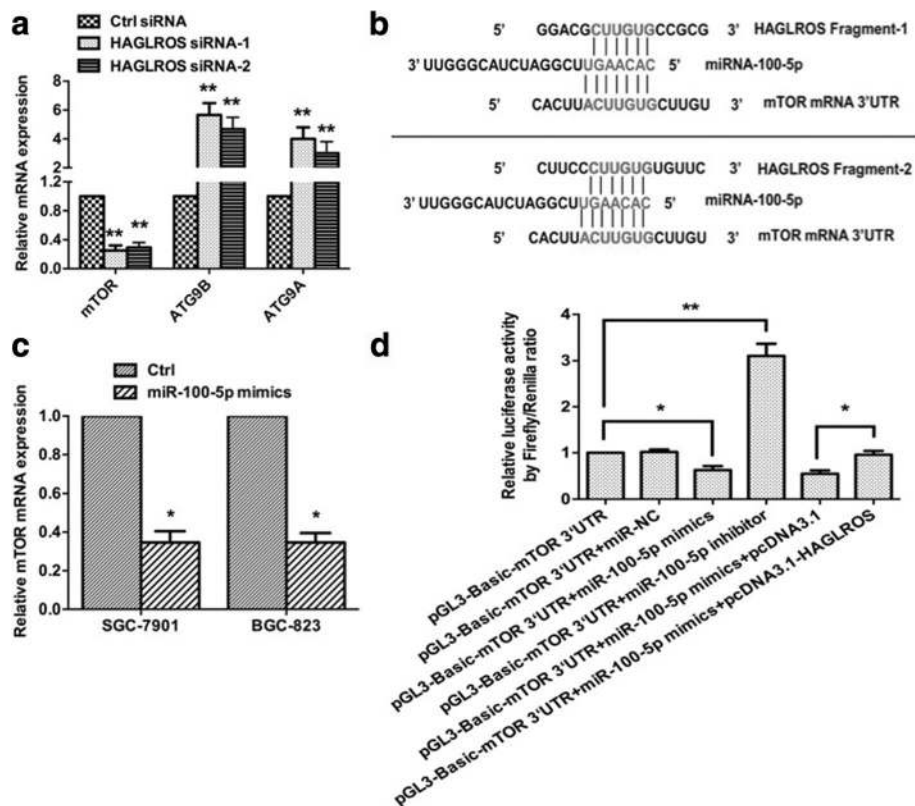 a
Ctrl siRNA
HAGLROS siRNA-1
HAGLROS siRNA-2
Relative mRNA expression
8
6
4
2
1.2
0.8
0.4
0.0
**
**
**
**
**
**
mTOR
ATG9B
ATG9A
b
5' GGACGCUUGUGCCGCG 3' HAGLROS Fragment-1
3' UUGGGCAUCUAGGCUUGAACAC 5' miRNA-100-5p
5' CACUUACUUGUGCUUGU 3' mTOR mRNA 3'UTR
5' CUUCCCUUGUGUGUUC 3' HAGLROS Fragment-2
3' UUGGGCAUCUAGGCUUGAACAC 5' miRNA-100-5p
5' CACUUACUUGUGCUUGU 3' mTOR mRNA 3'UTR
c
Ctrl
miR-100-5p mimics
Relative mTOR mRNA expression
1.0
0.8
0.6
0.4
0.2
0.0
*
*
SGC-7901
BGC-823
d
Relative luciferase activity
by Firefly/Renilla ratio
4
3
2
1
0
**
*
*
pGL3-Basic-mTOR 3'UTR
pGL3-Basic-mTOR 3'UTR+miR-NC
pGL3-Basic-mTOR 3'UTR+miR-100-5p mimics
pGL3-Basic-mTOR 3'UTR+miR-100-5p inhibitor
pGL3-Basic-mTOR 3'UTR+miR-100-5p mimics+pcDNA3.1
pGL3-Basic-mTOR 3'UTR+miR-100-5p mimics+pcDNA3.1-HAGLROS